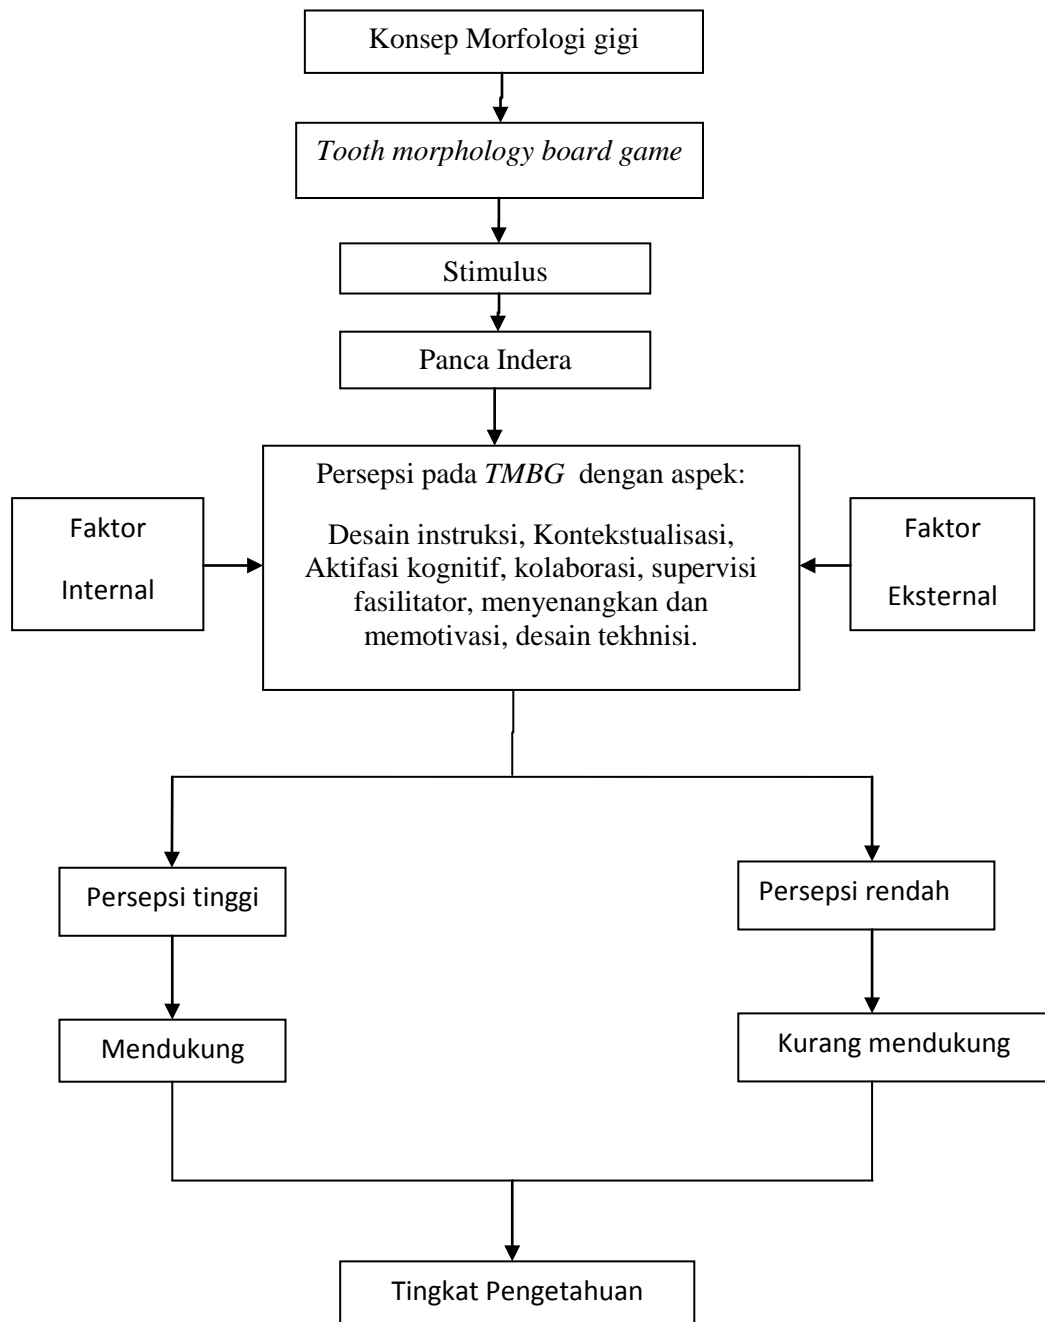 Konsep Morfologi gigi
Tooth morphology board game
Stimulus
Panca Indera
Persepsi pada TMBG dengan aspek:
Desain instruksi, Kontekstualisasi,
Aktifasi kognitif, kolaborasi, supervisi
fasilitator, menyenangkan dan
memotivasi, desain tekhnisi.
Faktor
Internal
Faktor
Eksternal
Persepsi tinggi
Persepsi rendah
Mendukung
Kurang mendukung
Tingkat Pengetahuan